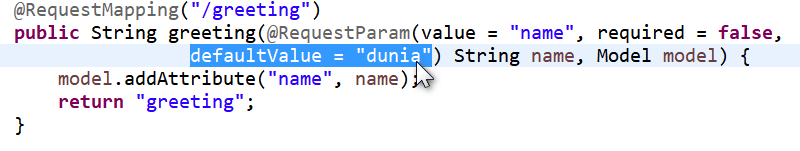 @RequestMapping("/greeting")
public String greeting(@RequestParam(value = "name", required = false,
defaultValue = "dunia") String name, Model model) {
model.addAttribute("name", name);
return "greeting";
}